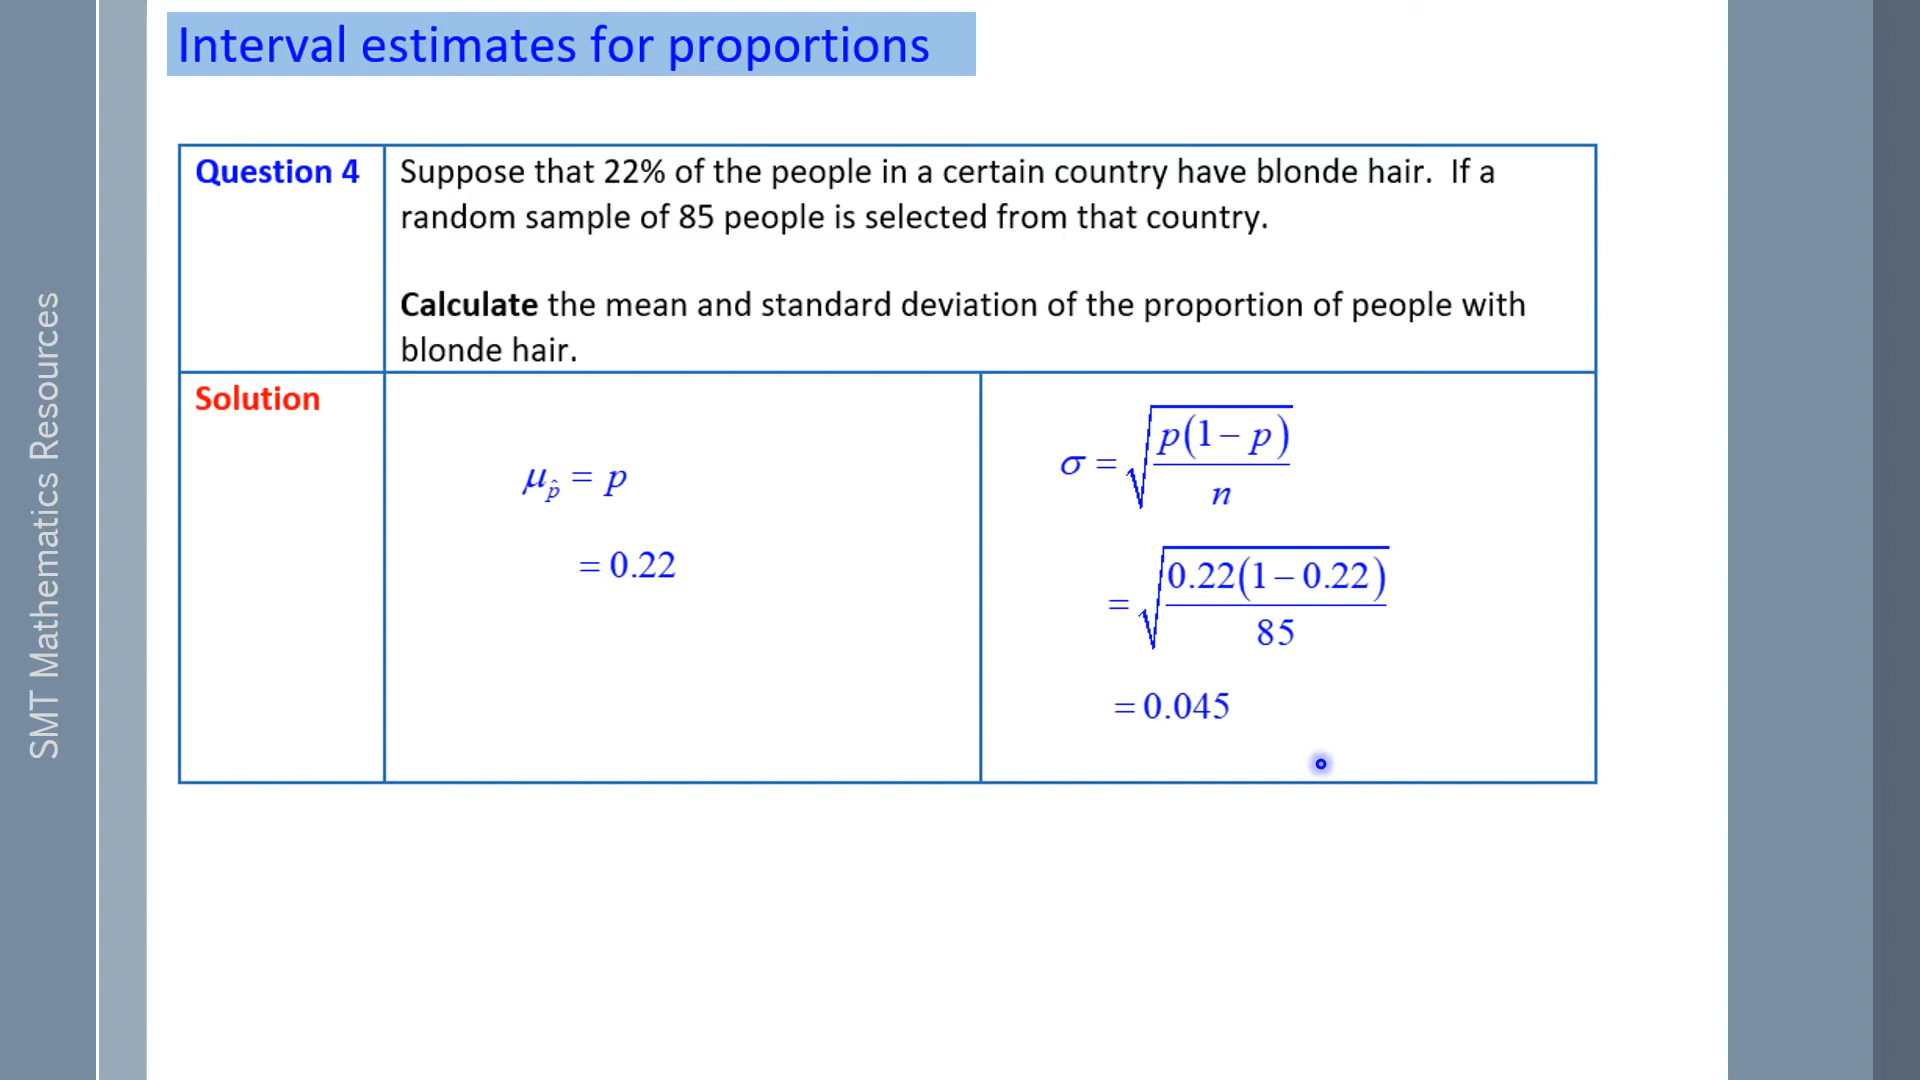 Interval estimates for proportions
Question 4
Suppose that 22% of the people in a certain country have blonde hair. If a
random sample of 85 people is selected from that country.
Calculate the mean and standard deviation of the proportion of people with
blonde hair.
Solution
μ_p̂ = p
= 0.22
σ = √(p(1 − p)/n)
= √(0.22(1 − 0.22)/85)
= 0.045
SMT Mathematics Resources